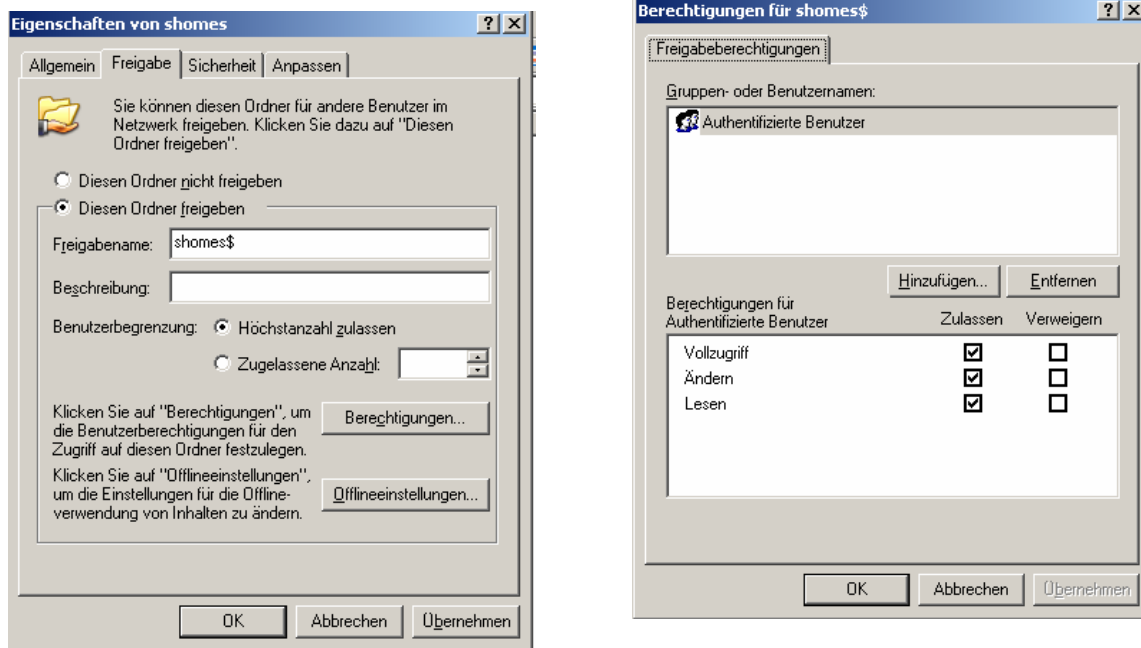 Eigenschaften von shomes
Allgemein Freigabe Sicherheit Anpassen
Sie können diesen Ordner für andere Benutzer im
Netzwerk freigeben. Klicken Sie dazu auf "Diesen
Ordner freigeben".
Diesen Ordner nicht freigeben
Diesen Ordner freigeben
Freigabename: shomes$
Beschreibung:
Benutzerbegrenzung: Höchstanzahl zulassen
Zugelassene Anzahl:
Klicken Sie auf "Berechtigungen", um
die Benutzerberechtigungen für den
Zugriff auf diesen Ordner festzulegen.
Berechtigungen...
Klicken Sie auf "Offlineeinstellungen",
um die Einstellungen für die Offline-
verwendung von Inhalten zu ändern.
Offlineeinstellungen...
OK Abbrechen Übernehmen
Berechtigungen für shomes$
Freigabeberechtigungen
Gruppen- oder Benutzernamen:
Authentifizierte Benutzer
Hinzufügen... Entfernen
Berechtigungen für
Authentifizierte Benutzer Zulassen Verweigern
Vollzugriff
Ändern
Lesen
OK Abbrechen Übernehmen